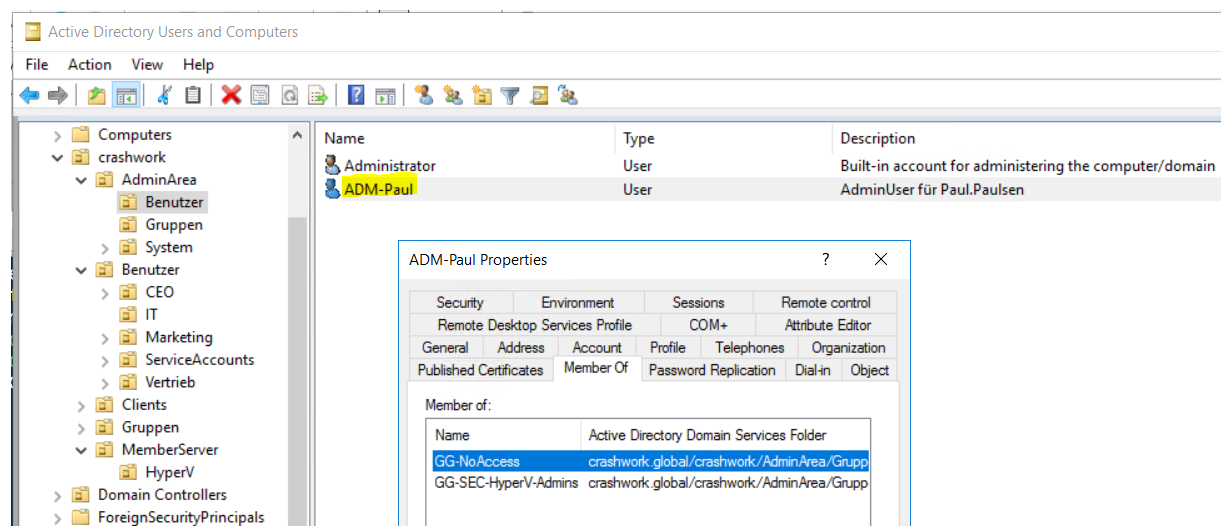 Active Directory Users and Computers
File Action View Help
Computers
crashwork
AdminArea
Benutzer
Gruppen
System
Benutzer
CEO
IT
Marketing
ServiceAccounts
Vertrieb
Clients
Gruppen
MemberServer
HyperV
Domain Controllers
ForeignSecurityPrincipals
Name Type Description
Administrator User Built-in account for administering the computer/domain
ADM-Paul User AdminUser für Paul.Paulsen
ADM-Paul Properties ?
Security Environment Sessions Remote control
Remote Desktop Services Profile COM+ Attribute Editor
General Address Account Profile Telephones Organization
Published Certificates Member Of Password Replication Dial-in Object
Member of:
Name Active Directory Domain Services Folder
GG-NoAccess crashwork.global/crashwork/AdminArea/Grupp
GG-SEC-HyperV-Admins crashwork.global/crashwork/AdminArea/Grupp